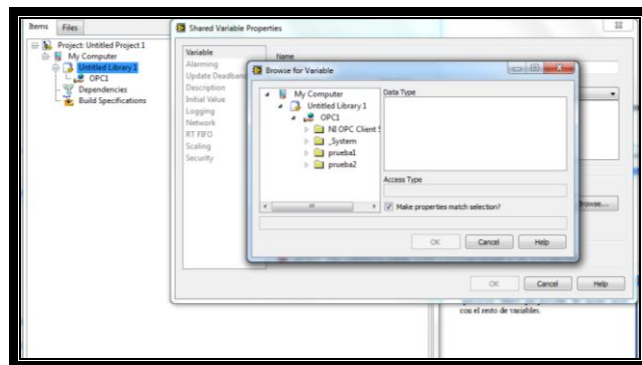 Items Files
Project: Untitled Project 1
My Computer
Untitled Library 1
OPC1
Dependencies
Build Specifications
Shared Variable Properties
Variable
Alarming
Update Deadband
Description
Initial Value
Logging
Network
RT FIFO
Scaling
Security
Name
Browse for Variable
My Computer
Untitled Library 1
OPC1
NI OPC Client S
_System
prueba1
prueba2
Data Type
Access Type
Make properties match selection?
OK Cancel Help
rowse...
OK Cancel Help
con el resto de variables.